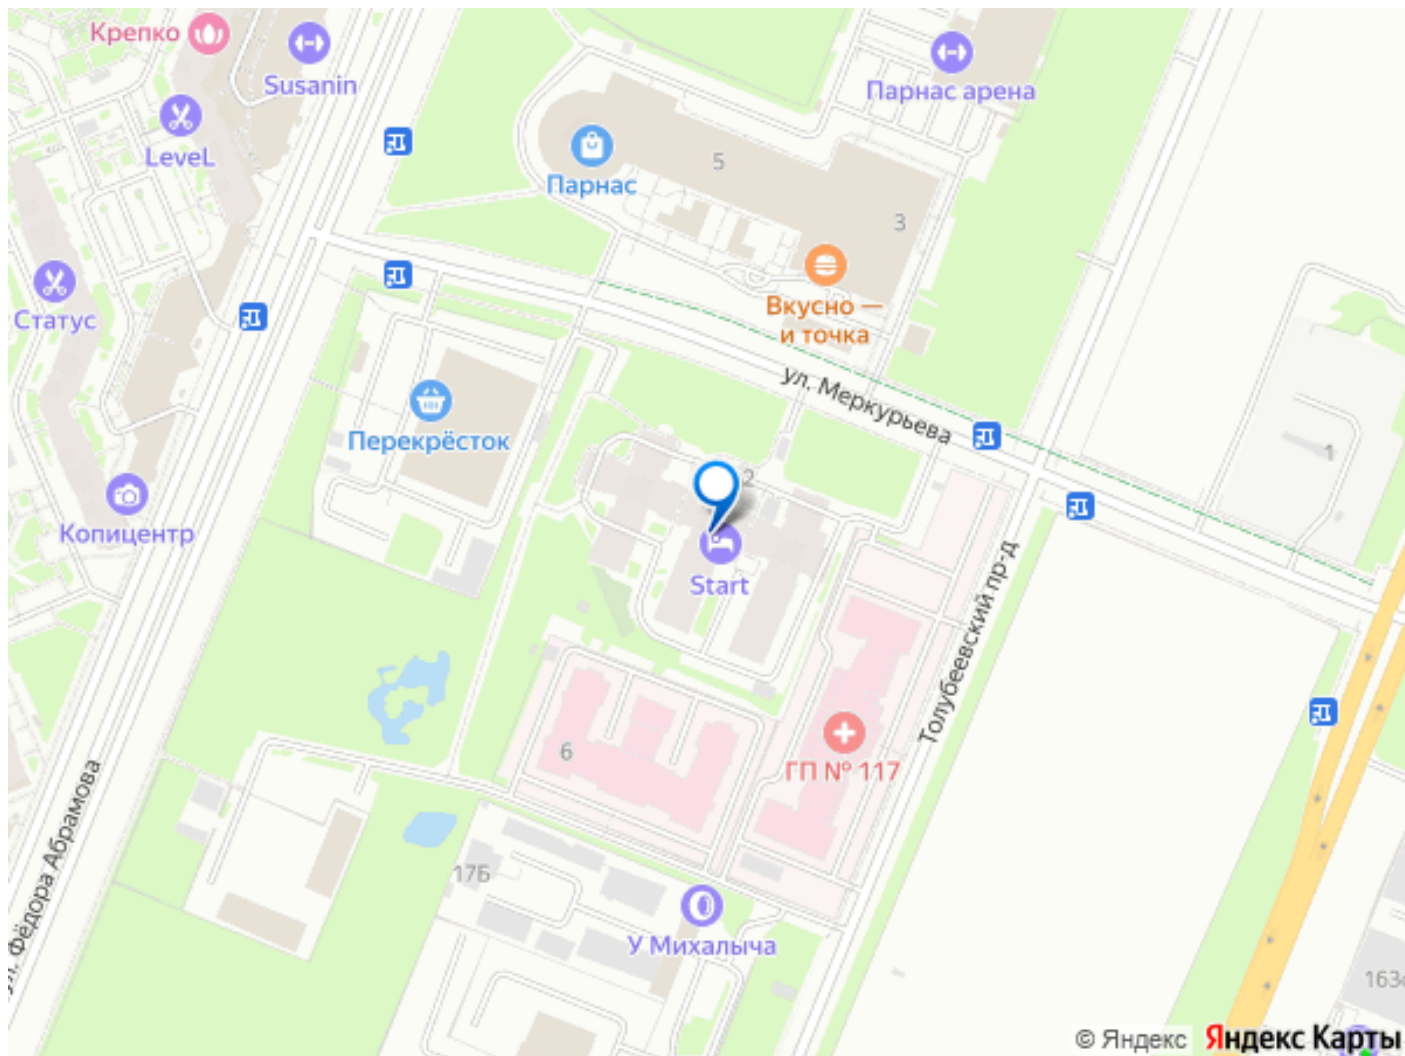 Крепко
Susanin
Парнас арена
LeveL
5
Парнас
3
Вкусно —
и точка
Статус
ул. Меркурьева
Перекрёсток
1
2
Копицентр
Start
Толубеевский пр-д
6
ГП № 117
ул. Фёдора Абрамова
17Б
У Михалыча
© Яндекс
Яндекс Карты